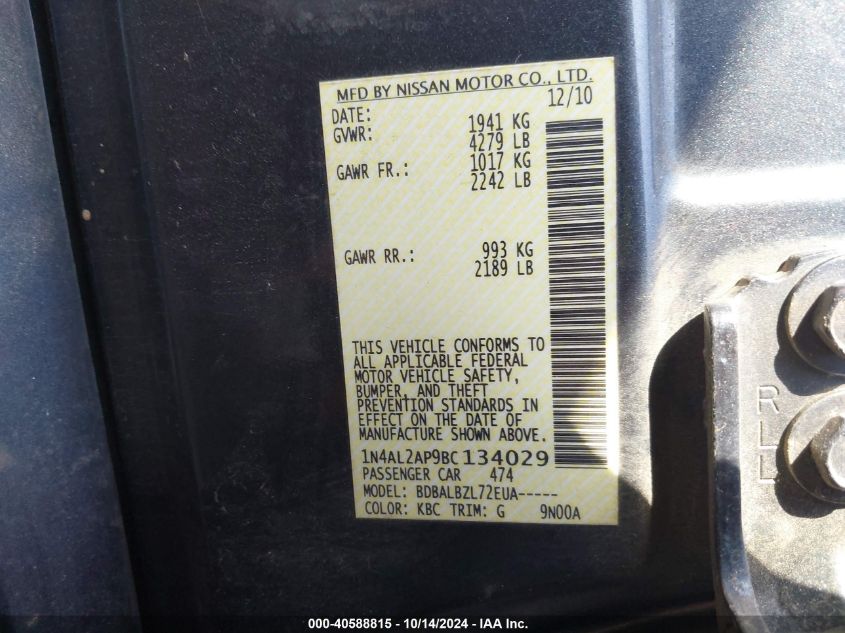 MFD BY NISSAN MOTOR CO., LTD.
DATE: 12/10
GVWR: 1941 KG
4279 LB
GAWR FR.: 1017 KG
2242 LB
GAWR RR.: 993 KG
2189 LB
THIS VEHICLE CONFORMS TO
ALL APPLICABLE FEDERAL
MOTOR VEHICLE SAFETY,
BUMPER, AND THEFT
PREVENTION STANDARDS IN
EFFECT ON THE DATE OF
MANUFACTURE SHOWN ABOVE.
1N4AL2AP9BC134029
PASSENGER CAR 474
MODEL: BDBALBZL72EUA-----
COLOR: KBC TRIM: G 9N00A
RLL
000-40588815 - 10/14/2024 - IAA Inc.